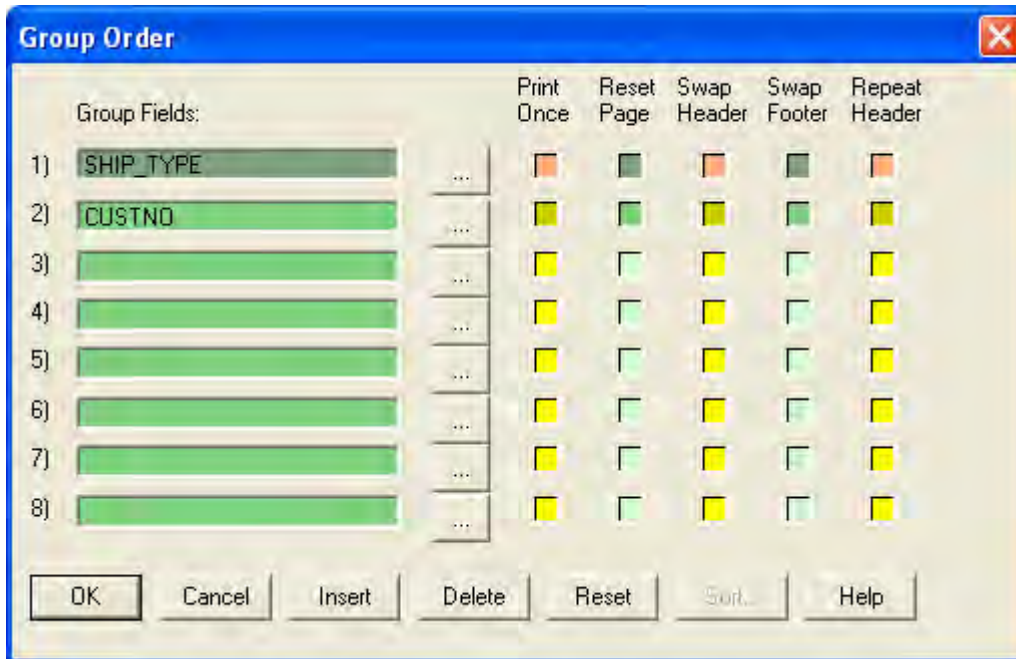 Group Order
Print Once
Reset Page
Swap Header
Swap Footer
Repeat Header
Group Fields:
1) SHIP_TYPE ...
2) CUSTNO ...
3) ...
4) ...
5) ...
6) ...
7) ...
8) ...
OK Cancel Insert Delete Reset Sort... Help